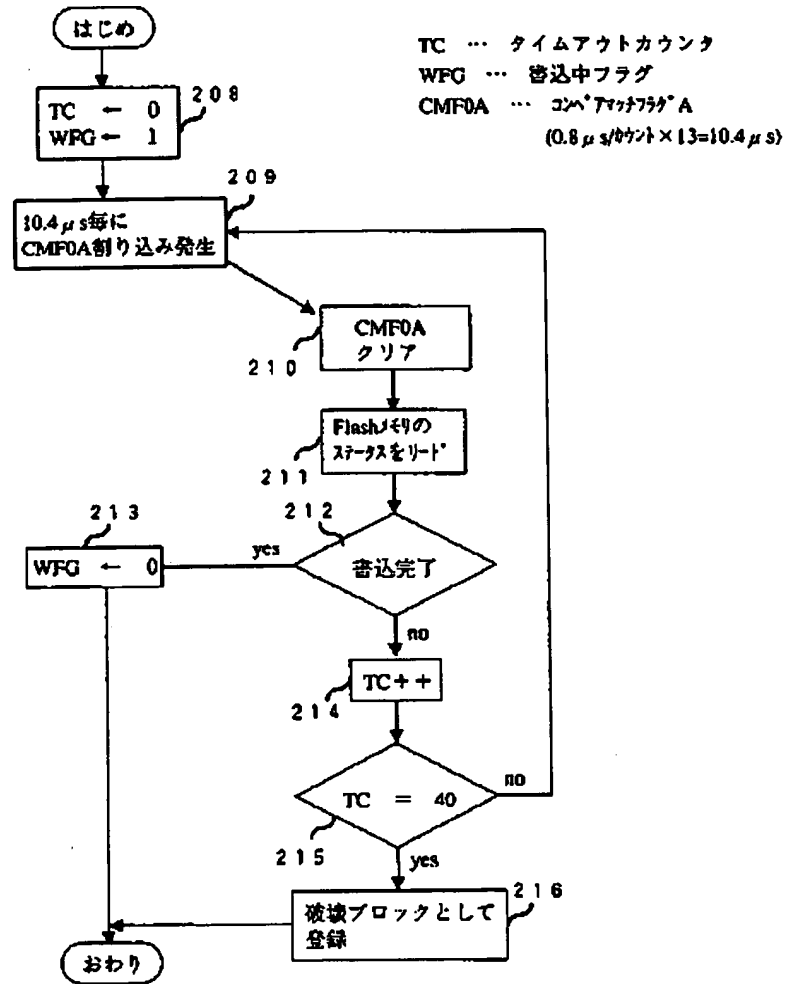 はじめ
TC … タイムアウトカウンタ
WFG … 書込中フラグ
CMF0A … コンペアマッチフラグA
(0.8μs/カウント×13=10.4μs)
208
TC ← 0
WFG ← 1
209
10.4μs毎に
CMF0A割り込み発生
CMF0A
クリア
210
Flashメモリの
ステータスをリード
211
212
213
書込完了
yes
WFG ← 0
no
TC++
214
TC = 40
no
215
yes
216
破壊ブロックとして
登録
おわり